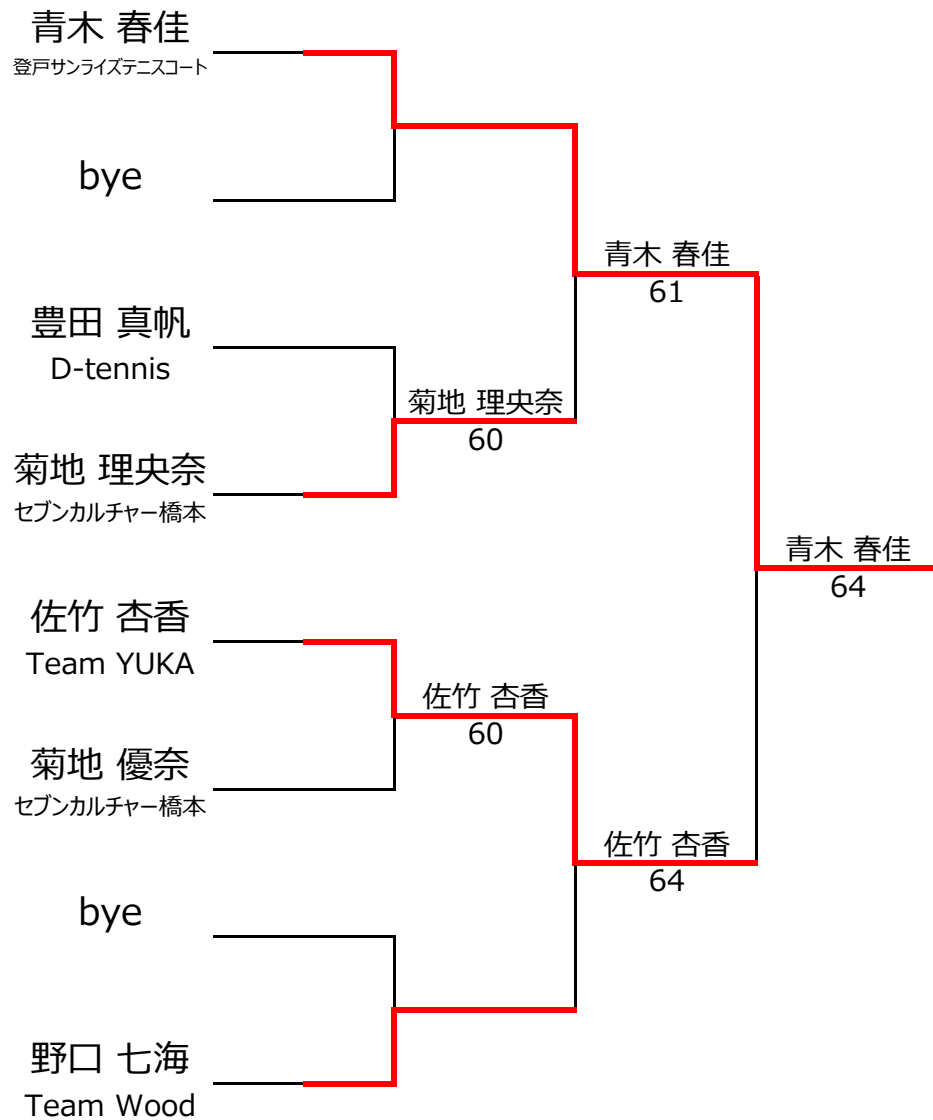 青木 春佳
登戸サンライズテニスコート
bye
青木 春佳
61
豊田 真帆
D-tennis
菊地 理央奈
60
菊地 理央奈
セブンカルチャー橋本
青木 春佳
64
佐竹 杏香
Team YUKA
佐竹 杏香
60
菊地 優奈
セブンカルチャー橋本
佐竹 杏香
64
bye
野口 七海
Team Wood